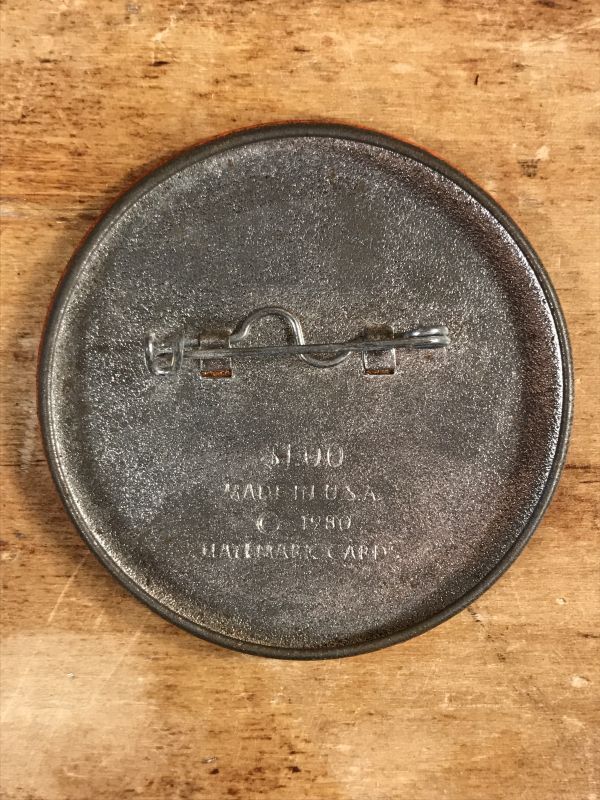 $1.00
MADE IN U.S.A.
© 1980
HALLMARK CARDS